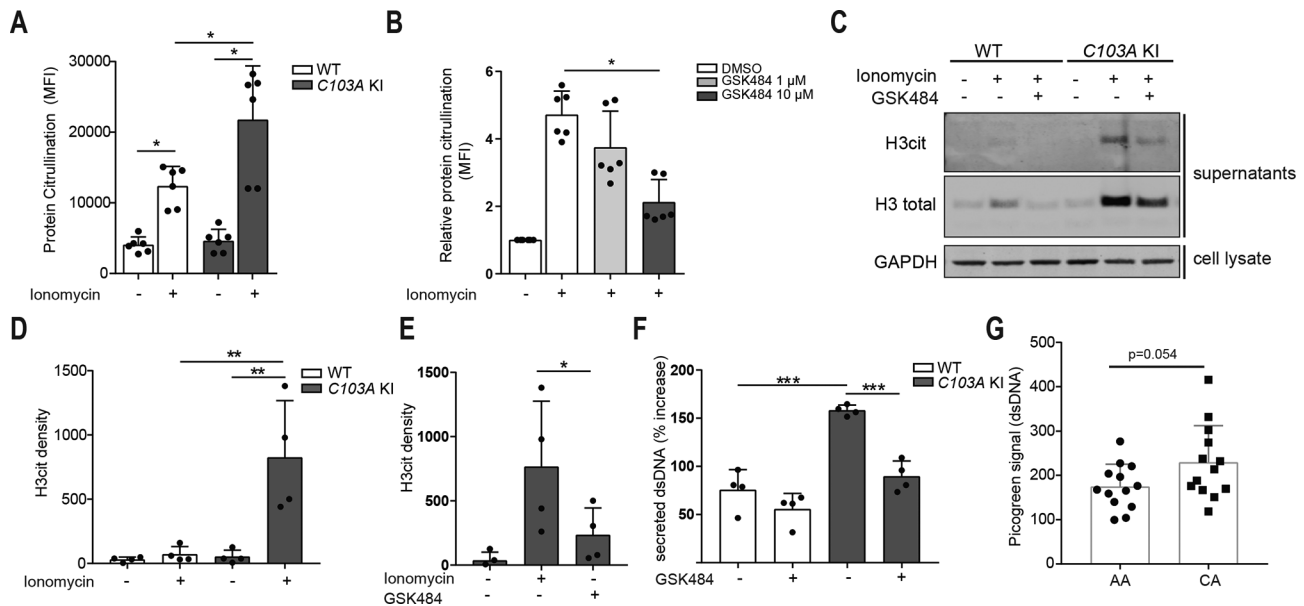 A
Protein Citrullination (MFI)
30000
20000
10000
0
*
*
*
WT
C103A KI
Ionomycin - + - +
B
Relative protein citrullination
(MFI)
6
4
2
0
*
DMSO
GSK484 1 µM
GSK484 10 µM
Ionomycin - + + +
C
WT C103A KI
Ionomycin - + + - + +
GSK484 - - + - - +
H3cit
H3 total
supernatants
GAPDH
cell lysate
D
H3cit density
1500
1000
500
0
**
**
WT
C103A KI
Ionomycin - + - +
E
H3cit density
1500
1000
500
0
*
Ionomycin - + +
GSK484 - - +
F
secreted dsDNA (% increase)
200
150
100
50
0
***
***
WT
C103A KI
GSK484 - + - +
G
Picogreen signal (dsDNA)
500
400
300
200
100
0
p=0.054
AA CA